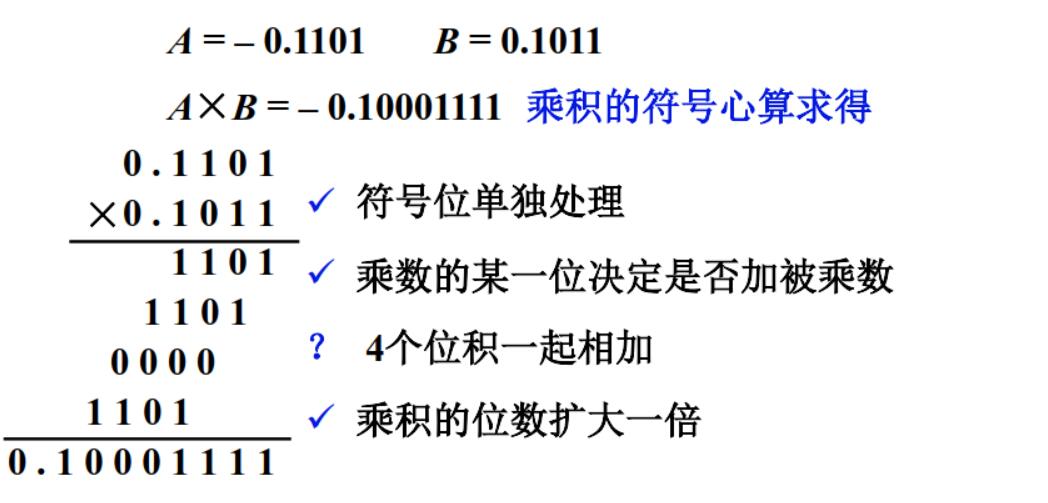 A = – 0.1101 B = 0.1011
A×B = – 0.10001111 乘积的符号心算求得
0.1101
×0.1011
1101
1101
0000
1101
0.10001111
✓ 符号位单独处理
✓ 乘数的某一位决定是否加被乘数
? 4个位积一起相加
✓ 乘积的位数扩大一倍